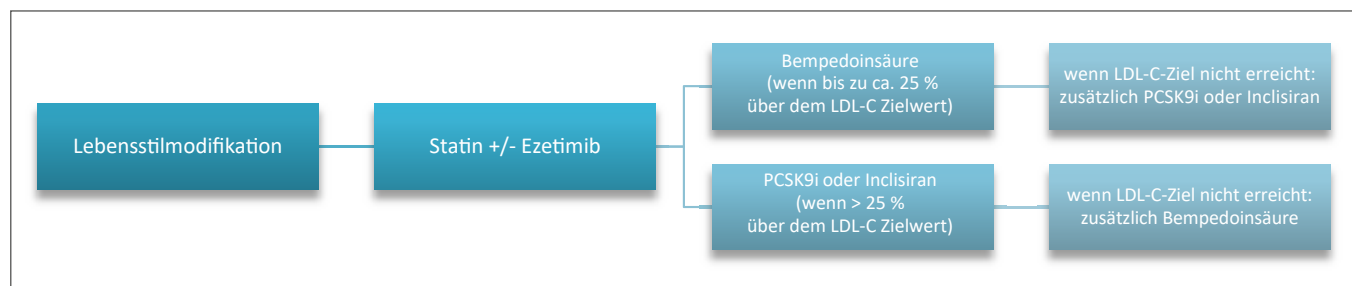 Lebensstilmodifikation
Statin +/- Ezetimib
Bempedoinsäure
(wenn bis zu ca. 25 %
über dem LDL-C Zielwert)
wenn LDL-C-Ziel nicht erreicht:
zusätzlich PCSK9i oder Inclisiran
PCSK9i oder Inclisiran
(wenn > 25 %
über dem LDL-C Zielwert)
wenn LDL-C-Ziel nicht erreicht:
zusätzlich Bempedoinsäure